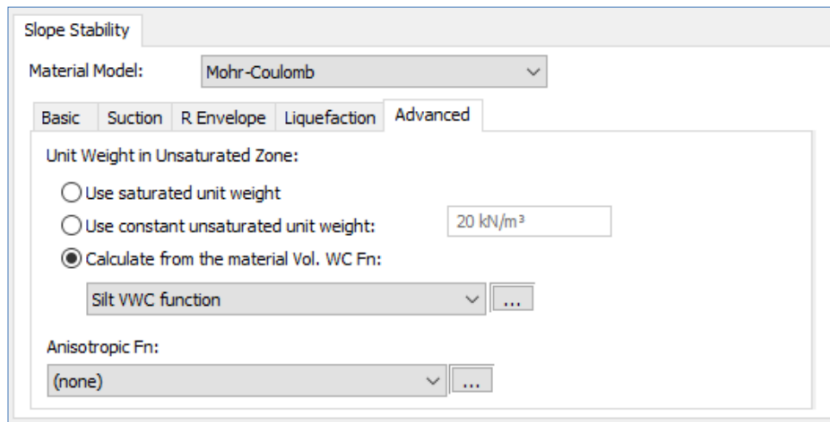 Slope Stability
Material Model: Mohr-Coulomb
Basic Suction R Envelope Liquefaction Advanced
Unit Weight in Unsaturated Zone:
Use saturated unit weight
Use constant unsaturated unit weight: 20 kN/m³
Calculate from the material Vol. WC Fn:
Silt VWC function ...
Anisotropic Fn:
(none) ...